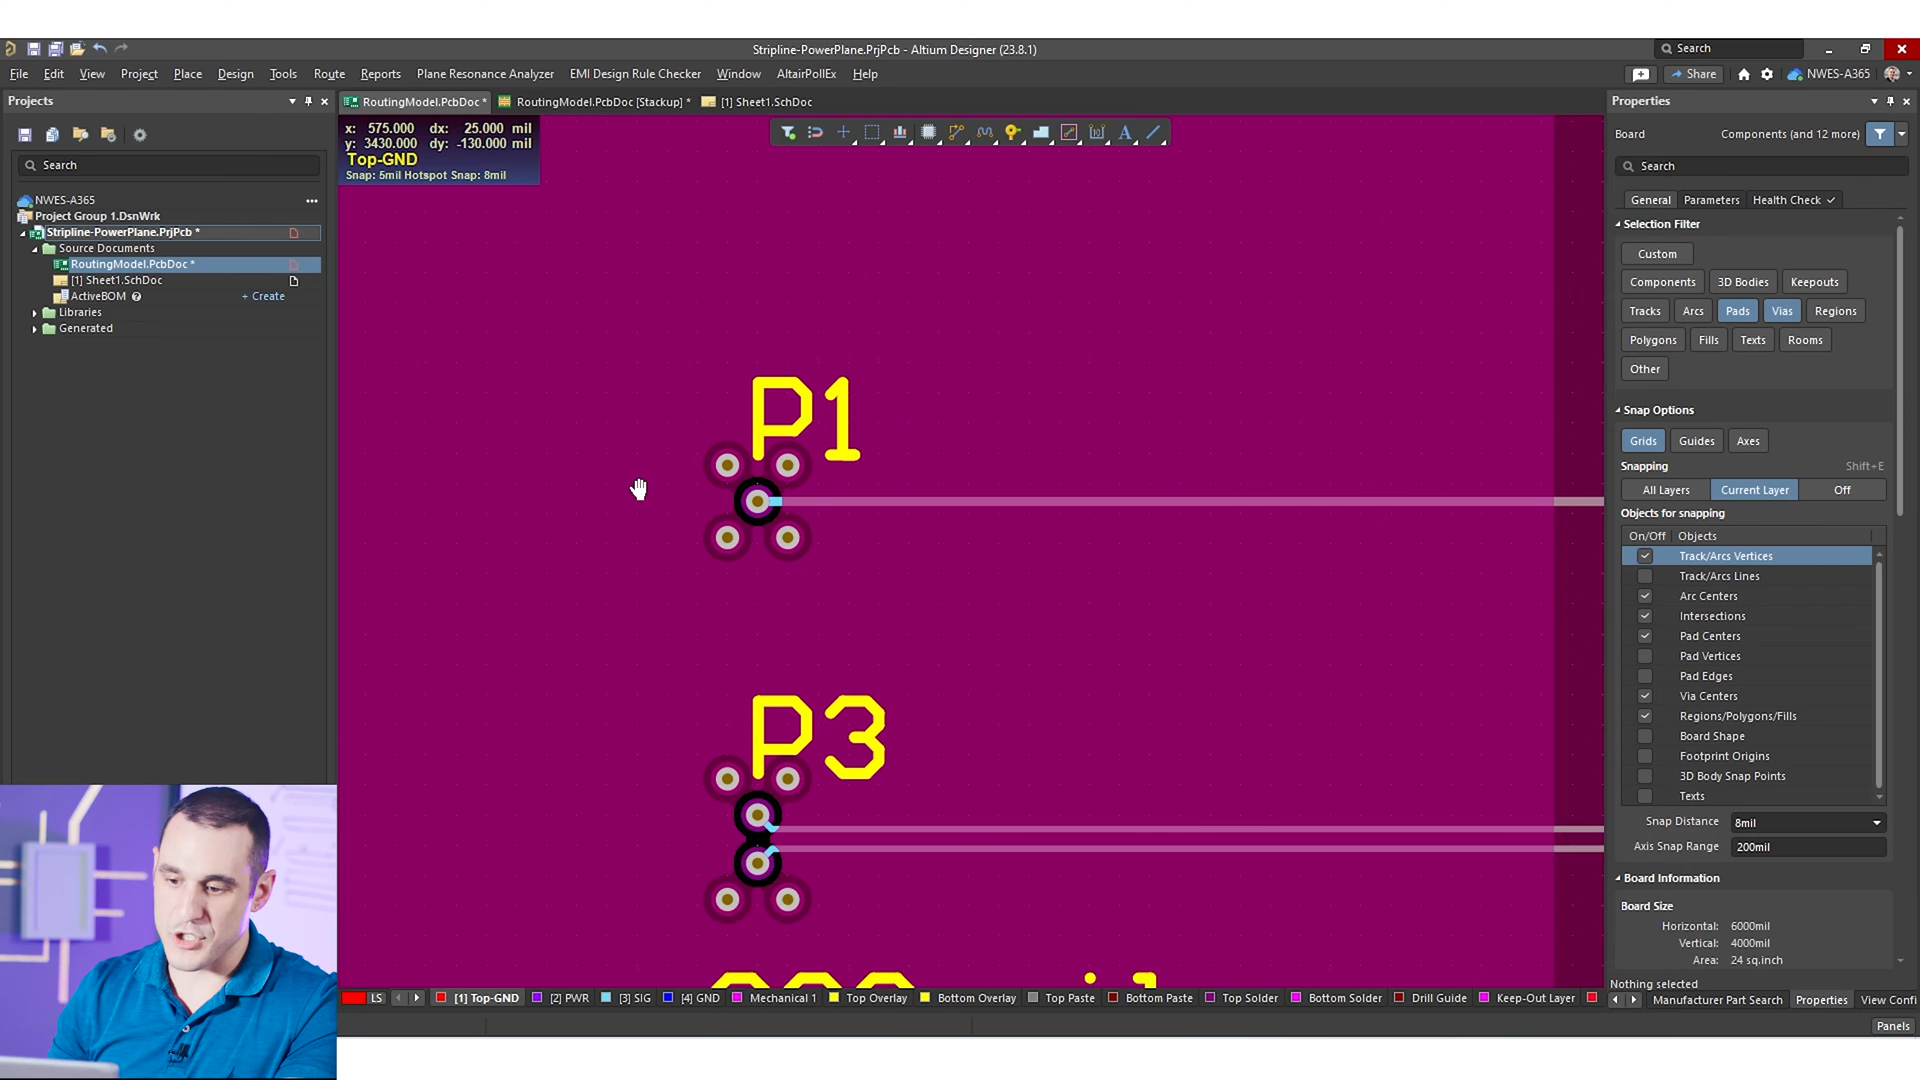 Stripline-PowerPlane.PrjPcb - Altium Designer (23.8.1)
Search
File Edit View Project Place Design Tools Route Reports Plane Resonance Analyzer EMI Design Rule Checker Window AltairPollEx Help
Share
NWES-A365
Projects
RoutingModel.PcbDoc *
RoutingModel.PcbDoc [Stackup] *
[1] Sheet1.SchDoc
Properties
x: 575.000 dx: 25.000 mil
y: 3430.000 dy: -130.000 mil
Top-GND
Snap: 5mil Hotspot Snap: 8mil
Search
NWES-A365
Project Group 1.DsnWrk
Stripline-PowerPlane.PrjPcb *
Source Documents
RoutingModel.PcbDoc *
[1] Sheet1.SchDoc
ActiveBOM
+ Create
Libraries
Generated
P1
P3
Board
Components (and 12 more)
Search
General Parameters Health Check
Selection Filter
Custom
Components 3D Bodies Keepouts
Tracks Arcs Pads Vias Regions
Polygons Fills Texts Rooms
Other
Snap Options
Grids Guides Axes
Snapping Shift+E
All Layers Current Layer Off
Objects for snapping
On/Off Objects
Track/Arcs Vertices
Track/Arcs Lines
Arc Centers
Intersections
Pad Centers
Pad Vertices
Pad Edges
Via Centers
Regions/Polygons/Fills
Board Shape
Footprint Origins
3D Body Snap Points
Texts
Snap Distance 8mil
Axis Snap Range 200mil
Board Information
Board Size
Horizontal: 6000mil
Vertical: 4000mil
Area: 24 sq.inch
Nothing selected
LS [1] Top-GND [2] PWR [3] SIG [4] GND Mechanical 1 Top Overlay Bottom Overlay Top Paste Bottom Paste Top Solder Bottom Solder Drill Guide Keep-Out Layer
Manufacturer Part Search Properties View Confi
Panels